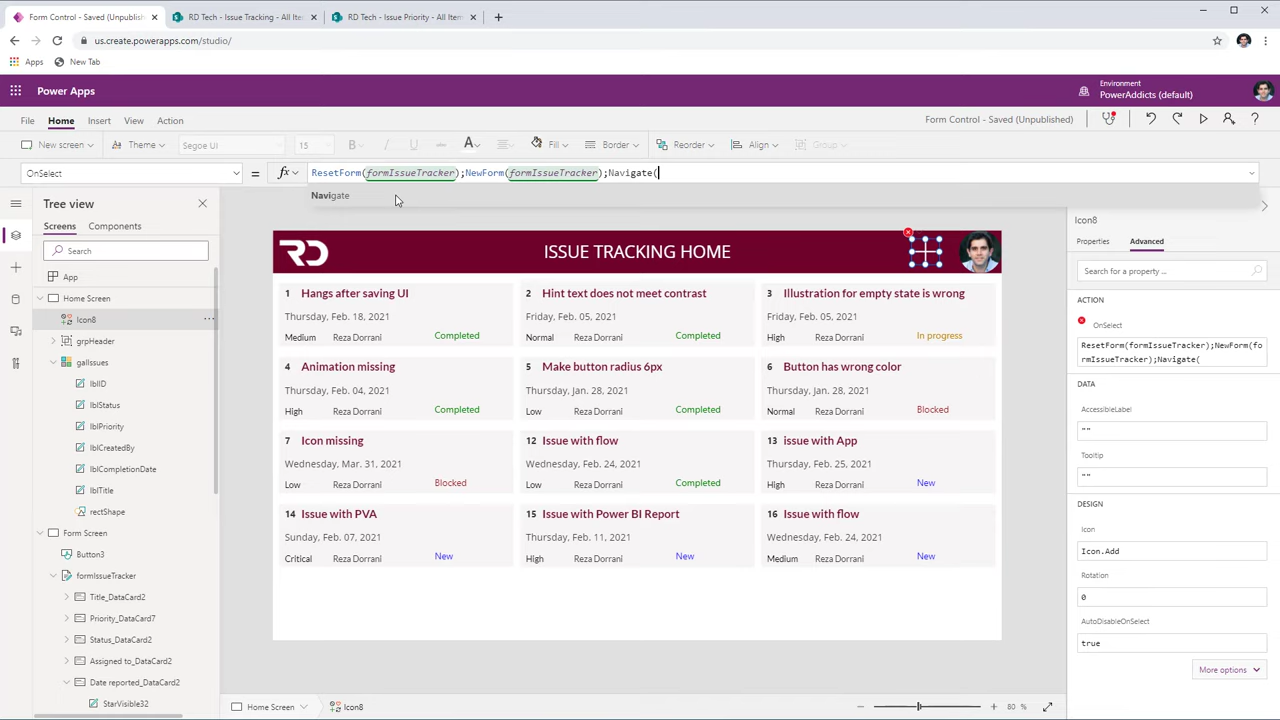 Form Control - Saved (Unpublished)
RD Tech - Issue Tracking - All Ite
RD Tech - Issue Priority - All Item
us.create.powerapps.com/studio/
Apps
New Tab
Power Apps
Environment
PowerAddicts (default)
File
Home
Insert
View
Action
Form Control - Saved (Unpublished)
New screen
Theme
Segoe UI
15
B
A
Fill
Border
Reorder
Align
Group
OnSelect
=
fx
ResetForm(formIssueTracker);NewForm(formIssueTracker);Navigate(
Navigate
Tree view
Screens
Components
Search
App
Home Screen
Icon8
grpHeader
galIssues
lblID
lblStatus
lblPriority
lblCreatedBy
lblCompletionDate
lblTitle
rectShape
Form Screen
Button3
formIssueTracker
Title_DataCard2
Priority_DataCard7
Status_DataCard2
Assigned to_DataCard2
Date reported_DataCard2
StarVisible32
RD
ISSUE TRACKING HOME
1 Hangs after saving UI
Thursday, Feb. 18, 2021
Medium Reza Dorrani Completed
2 Hint text does not meet contrast
Friday, Feb. 05, 2021
Normal Reza Dorrani Completed
3 Illustration for empty state is wrong
Friday, Feb. 05, 2021
High Reza Dorrani In progress
4 Animation missing
Thursday, Feb. 04, 2021
High Reza Dorrani Completed
5 Make button radius 6px
Thursday, Jan. 28, 2021
Low Reza Dorrani Completed
6 Button has wrong color
Thursday, Jan. 28, 2021
Normal Reza Dorrani Blocked
7 Icon missing
Wednesday, Mar. 31, 2021
Low Reza Dorrani Blocked
12 Issue with flow
Wednesday, Feb. 24, 2021
Low Reza Dorrani Completed
13 issue with App
Thursday, Feb. 25, 2021
High Reza Dorrani New
14 Issue with PVA
Sunday, Feb. 07, 2021
Critical Reza Dorrani New
15 Issue with Power BI Report
Thursday, Feb. 11, 2021
High Reza Dorrani New
16 Issue with flow
Wednesday, Feb. 24, 2021
Medium Reza Dorrani New
Icon8
Properties
Advanced
Search for a property ...
ACTION
OnSelect
ResetForm(formIssueTracker);NewForm(fo
rmIssueTracker);Navigate(
DATA
AccessibleLabel
""
Tooltip
""
DESIGN
Icon
Icon.Add
Rotation
0
AutoDisableOnSelect
true
More options
Home Screen
Icon8
80 %